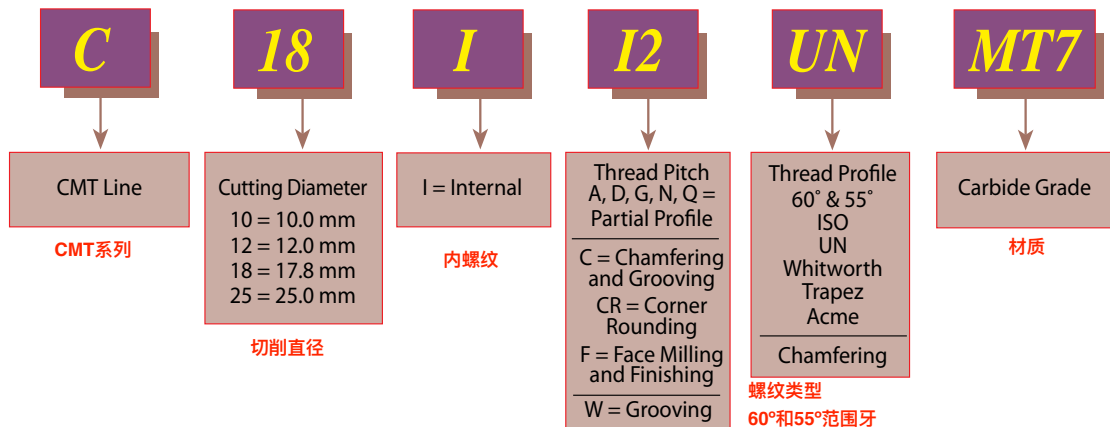 C
18
I
I2
UN
MT7
CMT Line
CMT系列
Cutting Diameter
10 = 10.0 mm
12 = 12.0 mm
18 = 17.8 mm
25 = 25.0 mm
切削直径
I = Internal
内螺纹
Thread Pitch
A, D, G, N, Q =
Partial Profile
C = Chamfering
and Grooving
CR = Corner
Rounding
F = Face Milling
and Finishing
W = Grooving
Thread Profile
60° & 55°
ISO
UN
Whitworth
Trapez
Acme
Chamfering
螺纹类型
60º和55º范围牙
Carbide Grade
材质